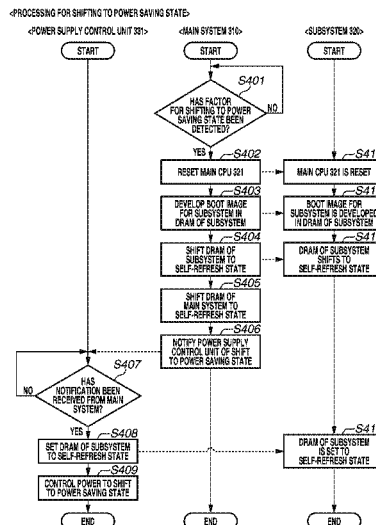 <PROCESSING FOR SHIFTING TO POWER SAVING STATE>
<POWER SUPPLY CONTROL UNIT 331>
<MAIN SYSTEM 310>
<SUBSYSTEM 320>
START
START
START
S401
HAS FACTOR
FOR SHIFTING TO POWER
SAVING STATE BEEN
DETECTED?
NO
YES
S402
RESET MAIN CPU 321
S41
MAIN CPU 321 IS RESET
S403
DEVELOP BOOT IMAGE
FOR SUBSYSTEM IN
DRAM OF SUBSYSTEM
S41
BOOT IMAGE FOR
SUBSYSTEM IS DEVELOPED
IN DRAM OF SUBSYSTEM
S404
SHIFT DRAM OF
SUBSYSTEM TO
SELF-REFRESH STATE
S41
DRAM OF SUBSYSTEM
SHIFTS TO
SELF-REFRESH STATE
S405
SHIFT DRAM OF
MAIN SYSTEM TO
SELF-REFRESH STATE
S406
NOTIFY POWER SUPPLY
CONTROL UNIT OF SHIFT
TO POWER SAVING STATE
S407
HAS
NOTIFICATION BEEN
RECEIVED FROM MAIN
SYSTEM?
NO
YES
S408
SET DRAM OF SUBSYSTEM
TO SELF-REFRESH STATE
S41
DRAM OF SUBSYSTEM
IS SET TO
SELF-REFRESH STATE
S409
CONTROL POWER TO SHIFT
TO POWER SAVING STATE
END
END
END